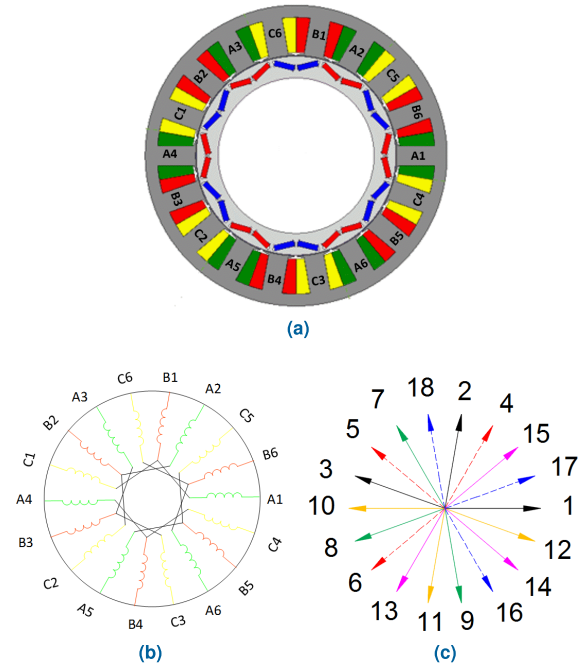 C6 B1
A3 A2
B2 C5
C1 B6
A4 A1
B3 C4
C2 B5
A5 A6
B4 C3
(a)
C6 B1
A3 A2
B2 C5
C1 B6
A4 A1
B3 C4
C2 B5
A5 A6
B4 C3
(b)
18 2
7 4
5 15
3 17
10 1
8 12
6 14
13 16
11 9
(c)